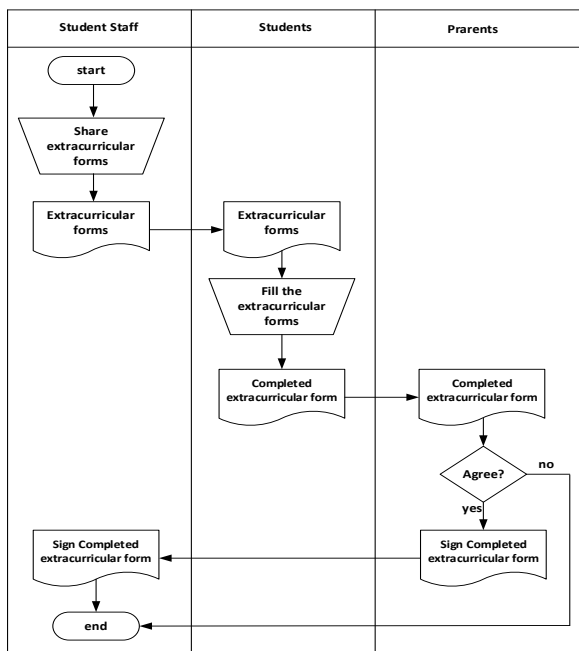 Student Staff
Students
Prarents
start
Share
extracurricular
forms
Extracurricular
forms
Extracurricular
forms
Fill the
extracurricular
forms
Completed
extracurricular form
Completed
extracurricular form
Agree?
no
yes
Sign Completed
extracurricular form
Sign Completed
extracurricular form
end